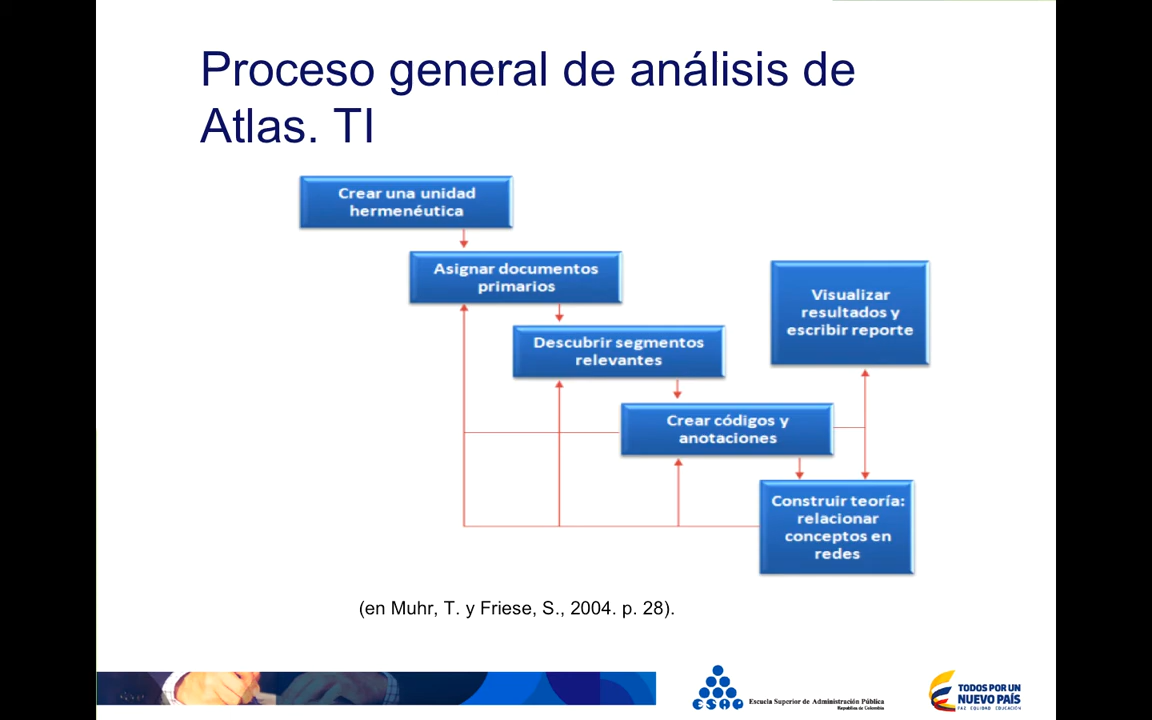 Proceso general de análisis de
Atlas. TI
Crear una unidad
hermenéutica
Asignar documentos
primarios
Descubrir segmentos
relevantes
Crear códigos y
anotaciones
Visualizar
resultados y
escribir reporte
Construir teoría:
relacionar
conceptos en
redes
(en Muhr, T. y Friese, S., 2004. p. 28).
ESAP
Escuela Superior de Administración Pública
República de Colombia
TODOS POR UN
NUEVO PAÍS
PAZ EQUIDAD EDUCACIÓN